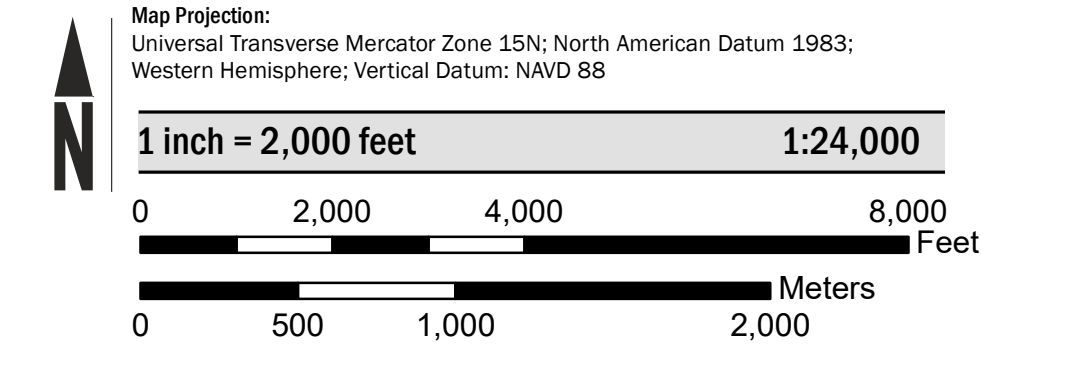 N
Map Projection:
Universal Transverse Mercator Zone 15N; North American Datum 1983;
Western Hemisphere; Vertical Datum: NAVD 88
1 inch = 2,000 feet 1:24,000
0 2,000 4,000 8,000
Feet
Meters
0 500 1,000 2,000